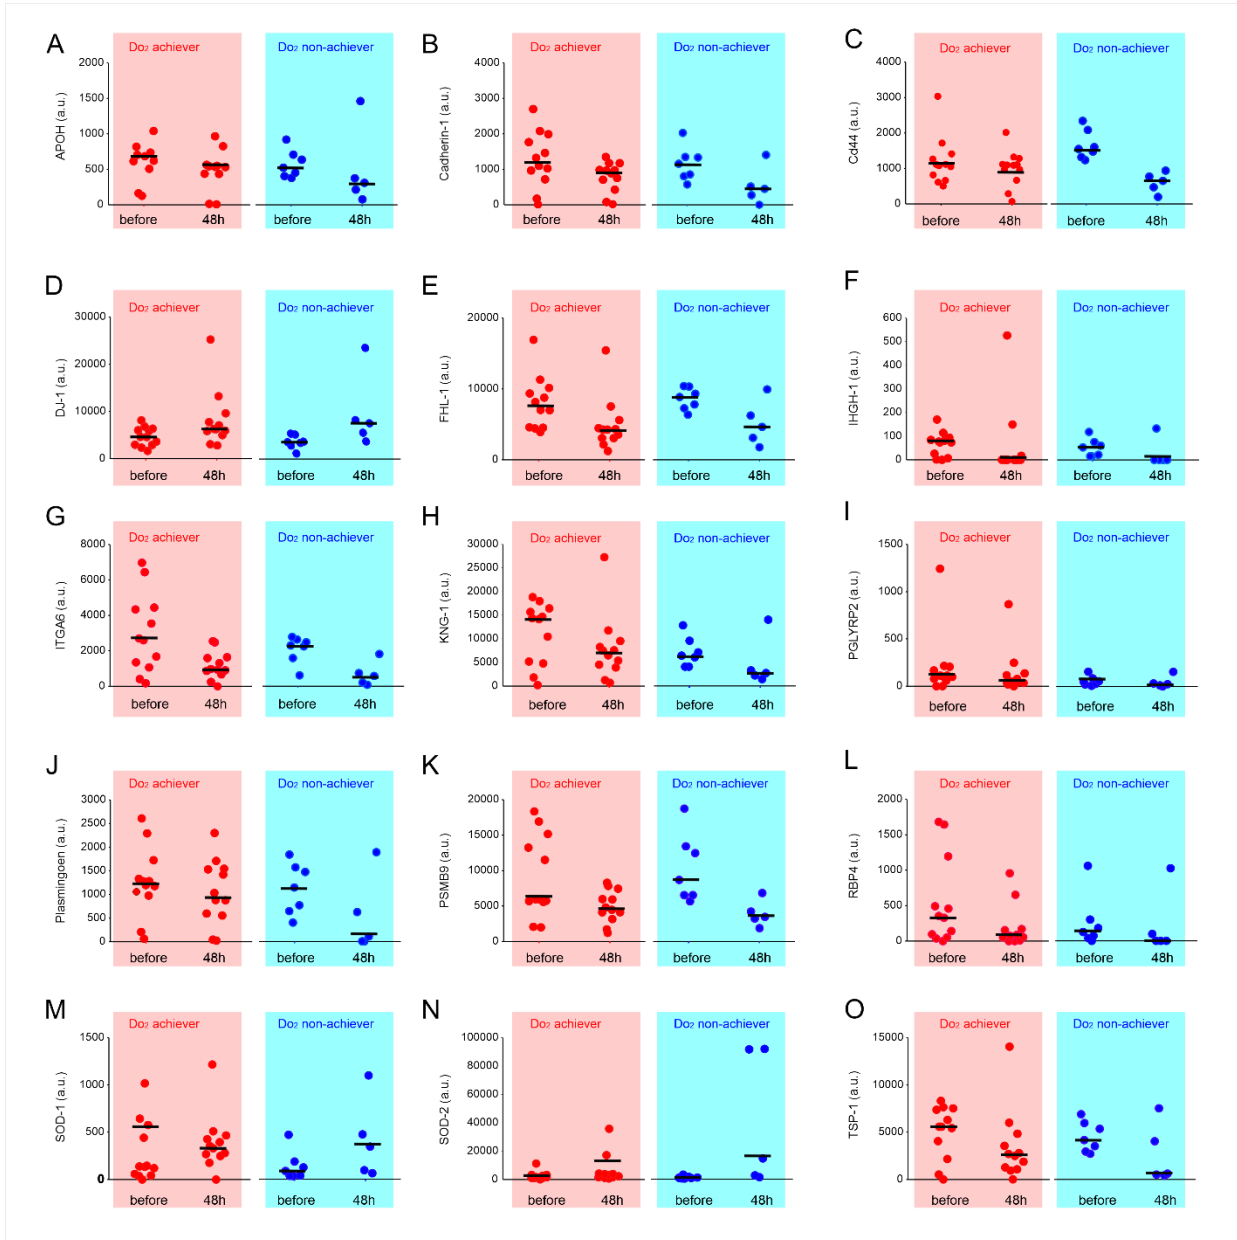 A
Do2 achiever
Do2 non-achiever
APOH (a.u.)
2000
1500
1000
500
0
before
48h
before
48h
B
Do2 achiever
Do2 non-achiever
Cadherin-1 (a.u.)
4000
3000
2000
1000
0
before
48h
before
48h
C
Do2 achiever
Do2 non-achiever
Cd44 (a.u.)
4000
3000
2000
1000
0
before
48h
before
48h
D
Do2 achiever
Do2 non-achiever
DJ-1 (a.u.)
30000
20000
10000
0
before
48h
before
48h
E
Do2 achiever
Do2 non-achiever
FHL-1 (a.u.)
20000
10000
0
before
48h
before
48h
F
Do2 achiever
Do2 non-achiever
IHGH-1 (a.u.)
600
500
400
300
200
100
0
before
48h
before
48h
G
Do2 achiever
Do2 non-achiever
ITGA6 (a.u.)
8000
6000
4000
2000
0
before
48h
before
48h
H
Do2 achiever
Do2 non-achiever
KNG-1 (a.u.)
30000
25000
20000
15000
10000
5000
0
before
48h
before
48h
I
Do2 achiever
Do2 non-achiever
PGLYRP2 (a.u.)
1500
1000
500
0
before
48h
before
48h
J
Do2 achiever
Do2 non-achiever
Plasmingoen (a.u.)
3000
2500
2000
1500
1000
500
0
before
48h
before
48h
K
Do2 achiever
Do2 non-achiever
PSMB9 (a.u.)
20000
15000
10000
5000
0
before
48h
before
48h
L
Do2 achiever
Do2 non-achiever
RBP4 (a.u.)
2000
1500
1000
500
0
before
48h
before
48h
M
Do2 achiever
Do2 non-achiever
SOD-1 (a.u.)
1500
1000
500
0
before
48h
before
48h
N
Do2 achiever
Do2 non-achiever
SOD-2 (a.u.)
100000
80000
60000
40000
20000
0
before
48h
before
48h
O
Do2 achiever
Do2 non-achiever
TSP-1 (a.u.)
15000
10000
5000
0
before
48h
before
48h